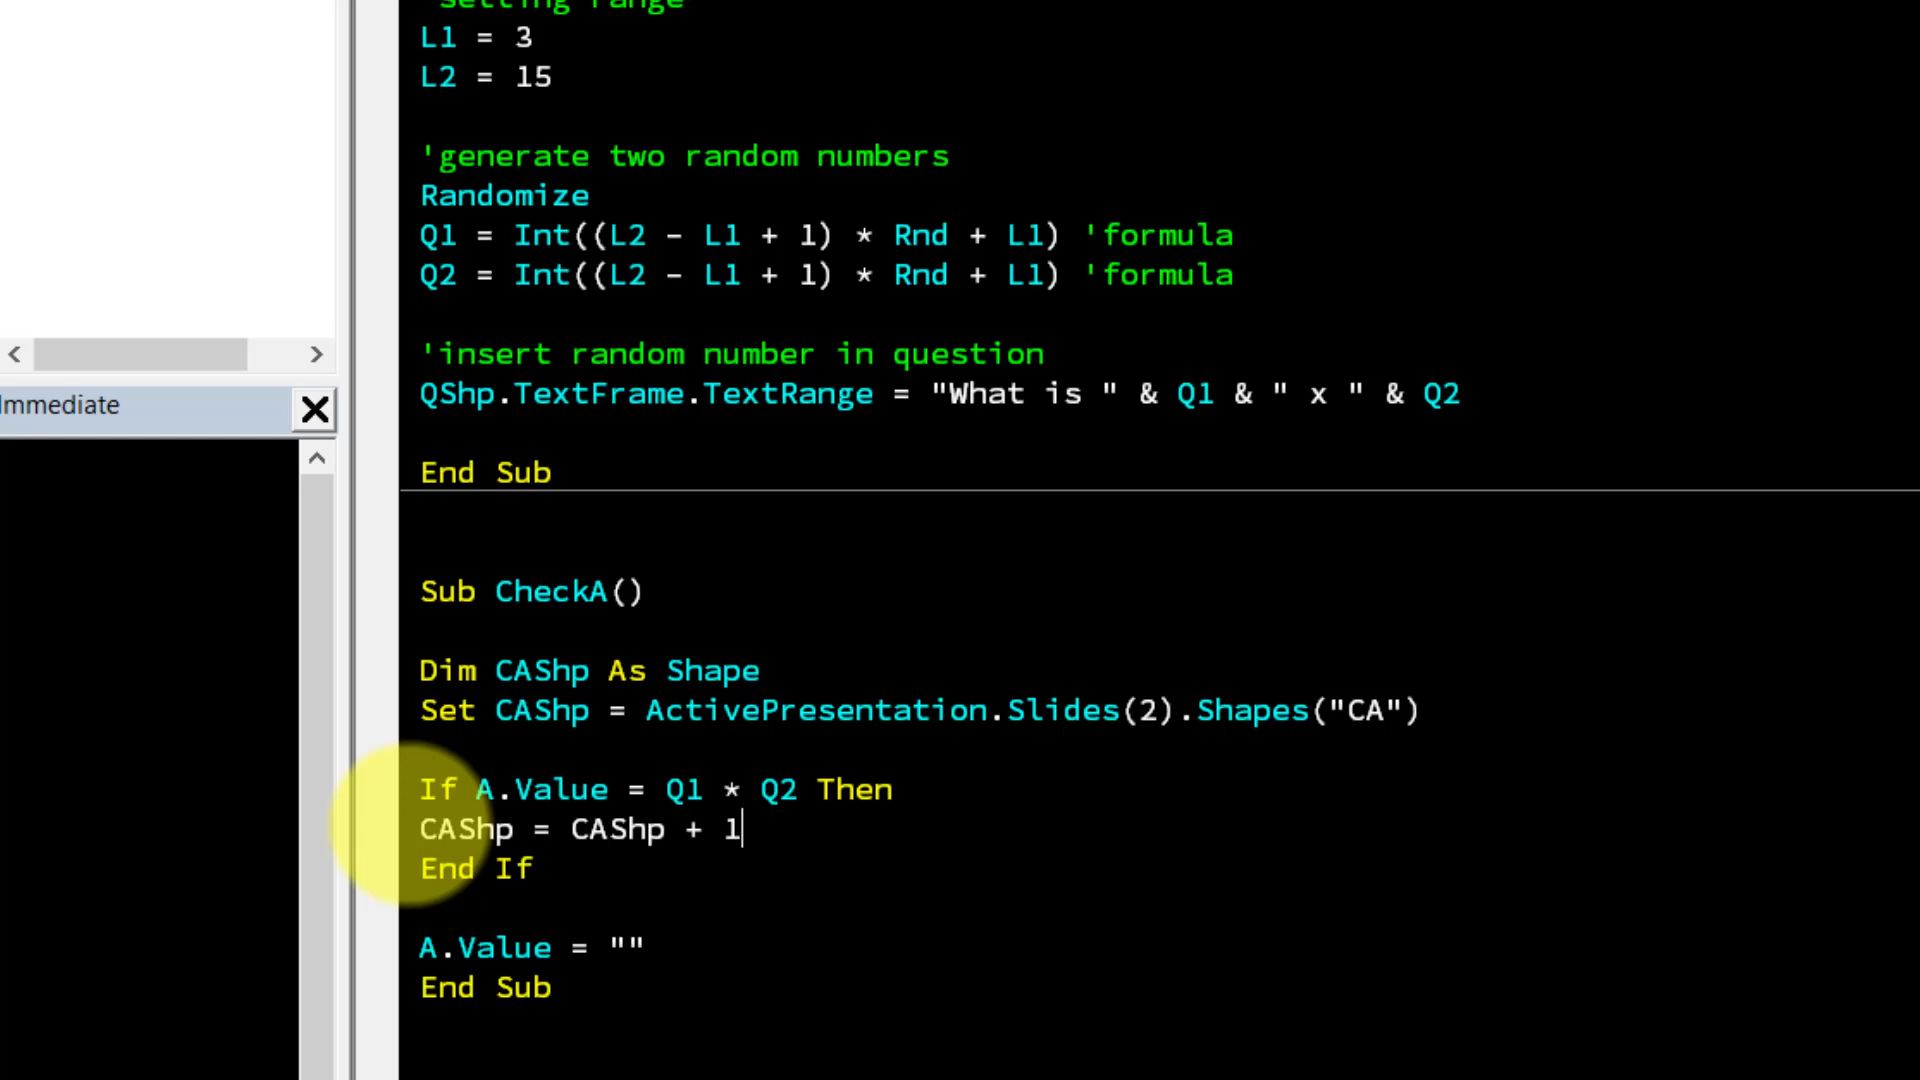 'setting range
L1 = 3
L2 = 15
'generate two random numbers
Randomize
Q1 = Int((L2 - L1 + 1) * Rnd + L1) 'formula
Q2 = Int((L2 - L1 + 1) * Rnd + L1) 'formula
'insert random number in question
QShp.TextFrame.TextRange = "What is " & Q1 & " x " & Q2
End Sub
Immediate
Sub CheckA()
Dim CAShp As Shape
Set CAShp = ActivePresentation.Slides(2).Shapes("CA")
If A.Value = Q1 * Q2 Then
CAShp = CAShp + 1
End If
A.Value = ""
End Sub